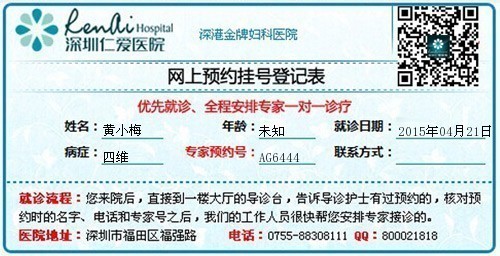 RenAi Hospital
深圳仁爱医院
深港金牌妇科医院
网上预约挂号登记表
优先就诊、全程安排专家一对一诊疗
姓名： 黄小梅 年龄： 未知 就诊日期： 2015年04月21日
病症： 四维 专家预约号： AG6444 联系方式：
就诊流程：您来院后，直接到一楼大厅的导诊台，告诉导诊护士有过预约的，核对预
约时的名字、电话和专家号之后，我们的工作人员很快帮您安排专家接诊的。
医院地址：深圳市福田区福强路 电话：0755-88308111 QQ：800021818